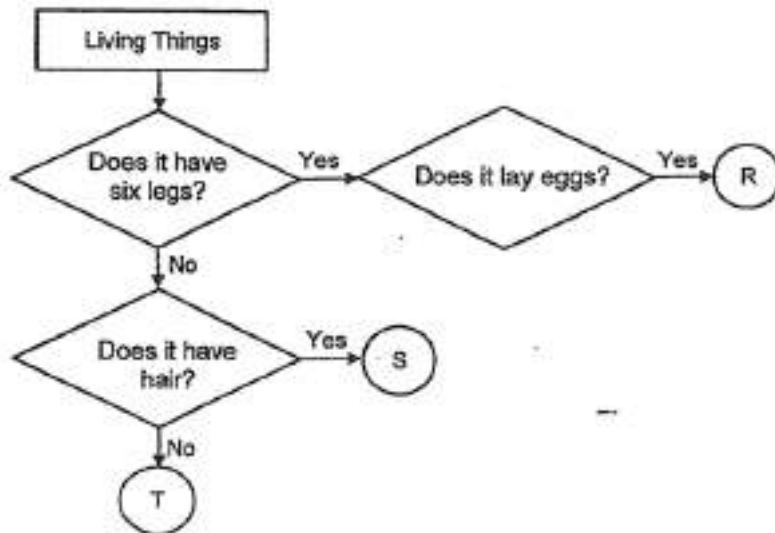 Living Things
Does it have
six legs?
Yes
Does it lay eggs?
Yes
R
No
Does it have
hair?
Yes
S
No
T